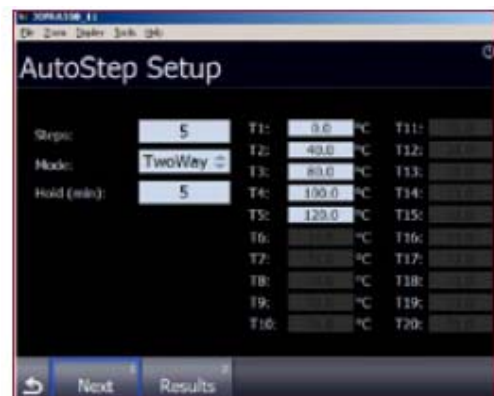 AutoStep Setup
Steps: 5
Mode: TwoWay
Hold (min): 5
T1: 0.0 °C
T2: 40.0 °C
T3: 80.0 °C
T4: 100.0 °C
T5: 120.0 °C
T6: °C
T7: °C
T8: °C
T9: °C
T10: °C
T11:
T12:
T13:
T14:
T15:
T16:
T17:
T18:
T19:
T20:
Next
Results